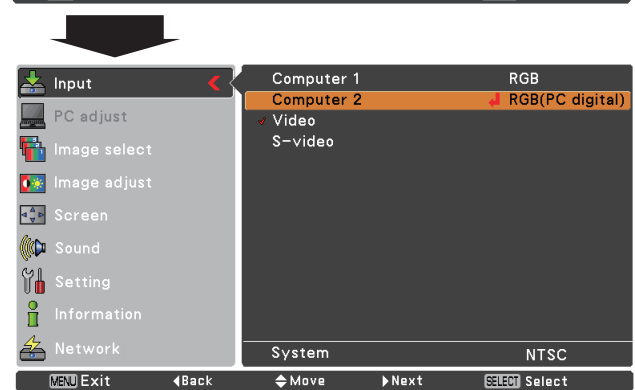 Input
Computer 1 RGB
PC adjust
Computer 2 RGB(PC digital)
Video
Image select
S-video
Image adjust
Screen
Sound
Setting
Information
Network
System NTSC
MENU Exit Back Move Next SELECT Select